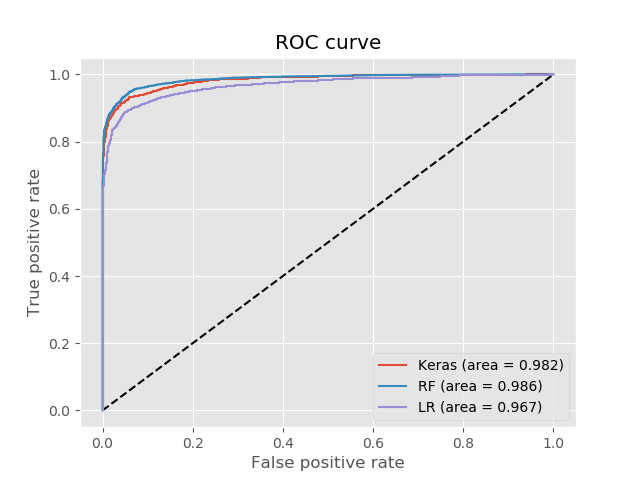 ROC curve
1.0
0.8
0.6
0.4
0.2
0.0
True positive rate
Keras (area = 0.982)
RF (area = 0.986)
LR (area = 0.967)
0.0 0.2 0.4 0.6 0.8 1.0
False positive rate